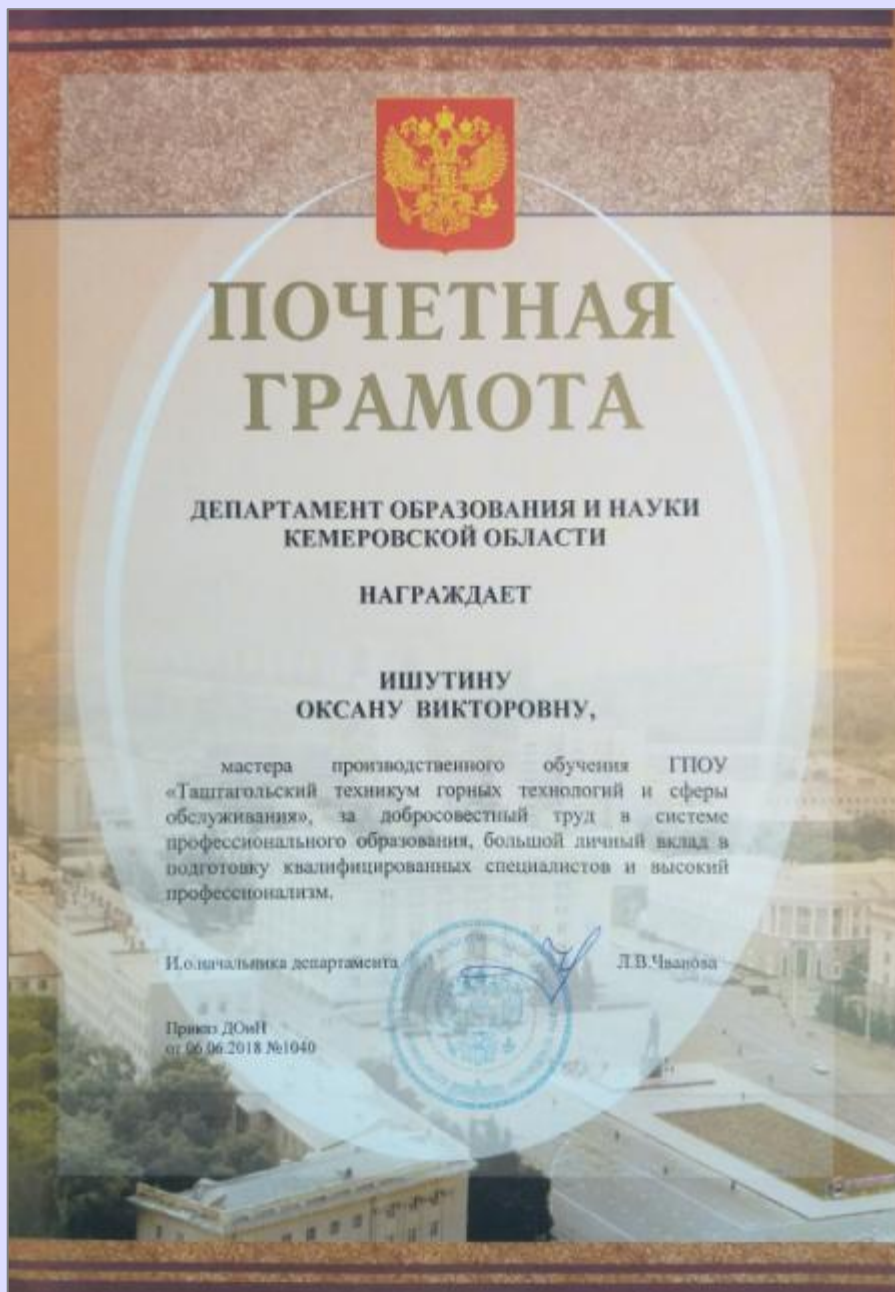 ПОЧЕТНАЯ
ГРАМОТА
ДЕПАРТАМЕНТ ОБРАЗОВАНИЯ И НАУКИ
КЕМЕРОВСКОЙ ОБЛАСТИ
НАГРАЖДАЕТ
ИШУТИНУ
ОКСАНУ ВИКТОРОВНУ,
мастера производственного обучения ГПОУ
«Таштагольский техникум горных технологий и сферы
обслуживания», за добросовестный труд в системе
профессионального образования, большой личный вклад в
подготовку квалифицированных специалистов и высокий
профессионализм.
И.о.начальника департамента Л.В.Чванова
Приказ ДОиН
от 06.06.2018 №1040